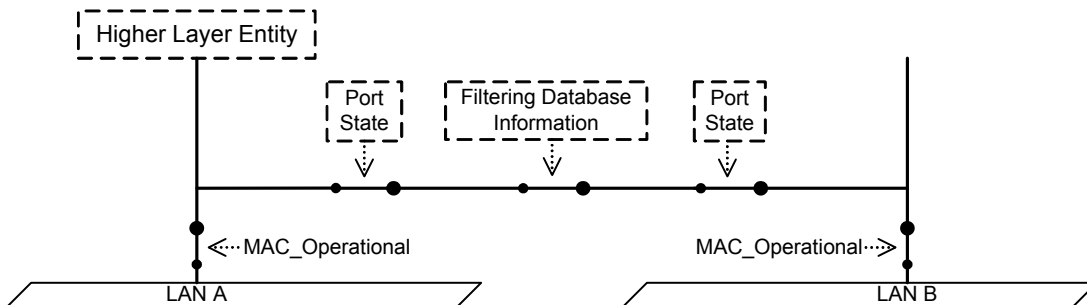 Higher Layer Entity
Port
State
Filtering Database
Information
Port
State
MAC_Operational
MAC_Operational
LAN A
LAN B